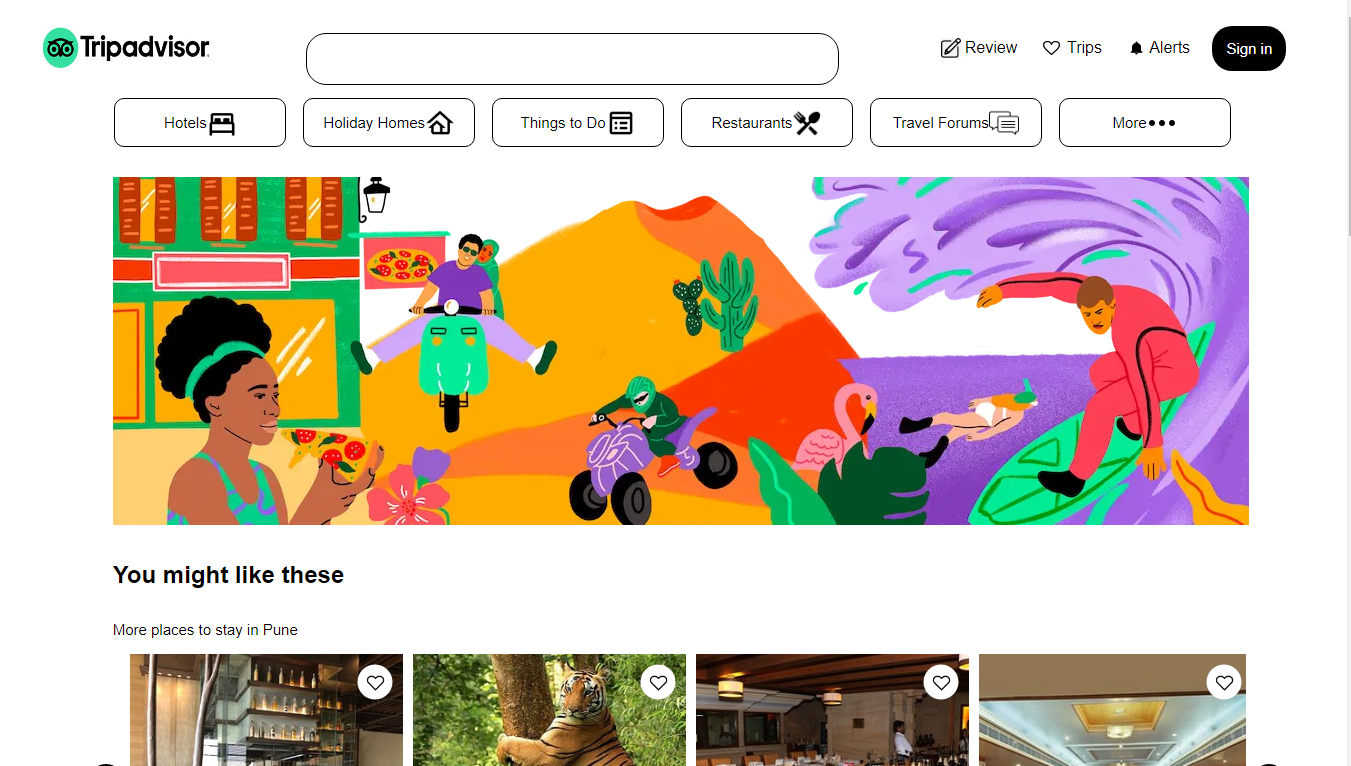 Tripadvisor
Review
Trips
Alerts
Sign in
Hotels
Holiday Homes
Things to Do
Restaurants
Travel Forums
More
You might like these
More places to stay in Pune